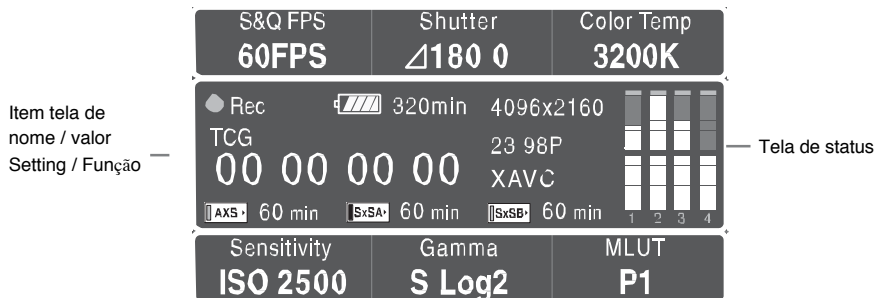 S&Q FPS Shutter Color Temp
60FPS ⊿180 0 3200K
Item tela de
nome / valor
Setting / Função
Rec 320min 4096x2160
TCG
23 98P
00 00 00 00
XAVC
AXS 60 min SxSA 60 min SxSB 60 min
1 2 3 4
Tela de status
Sensitivity Gamma MLUT
ISO 2500 S Log2 P1